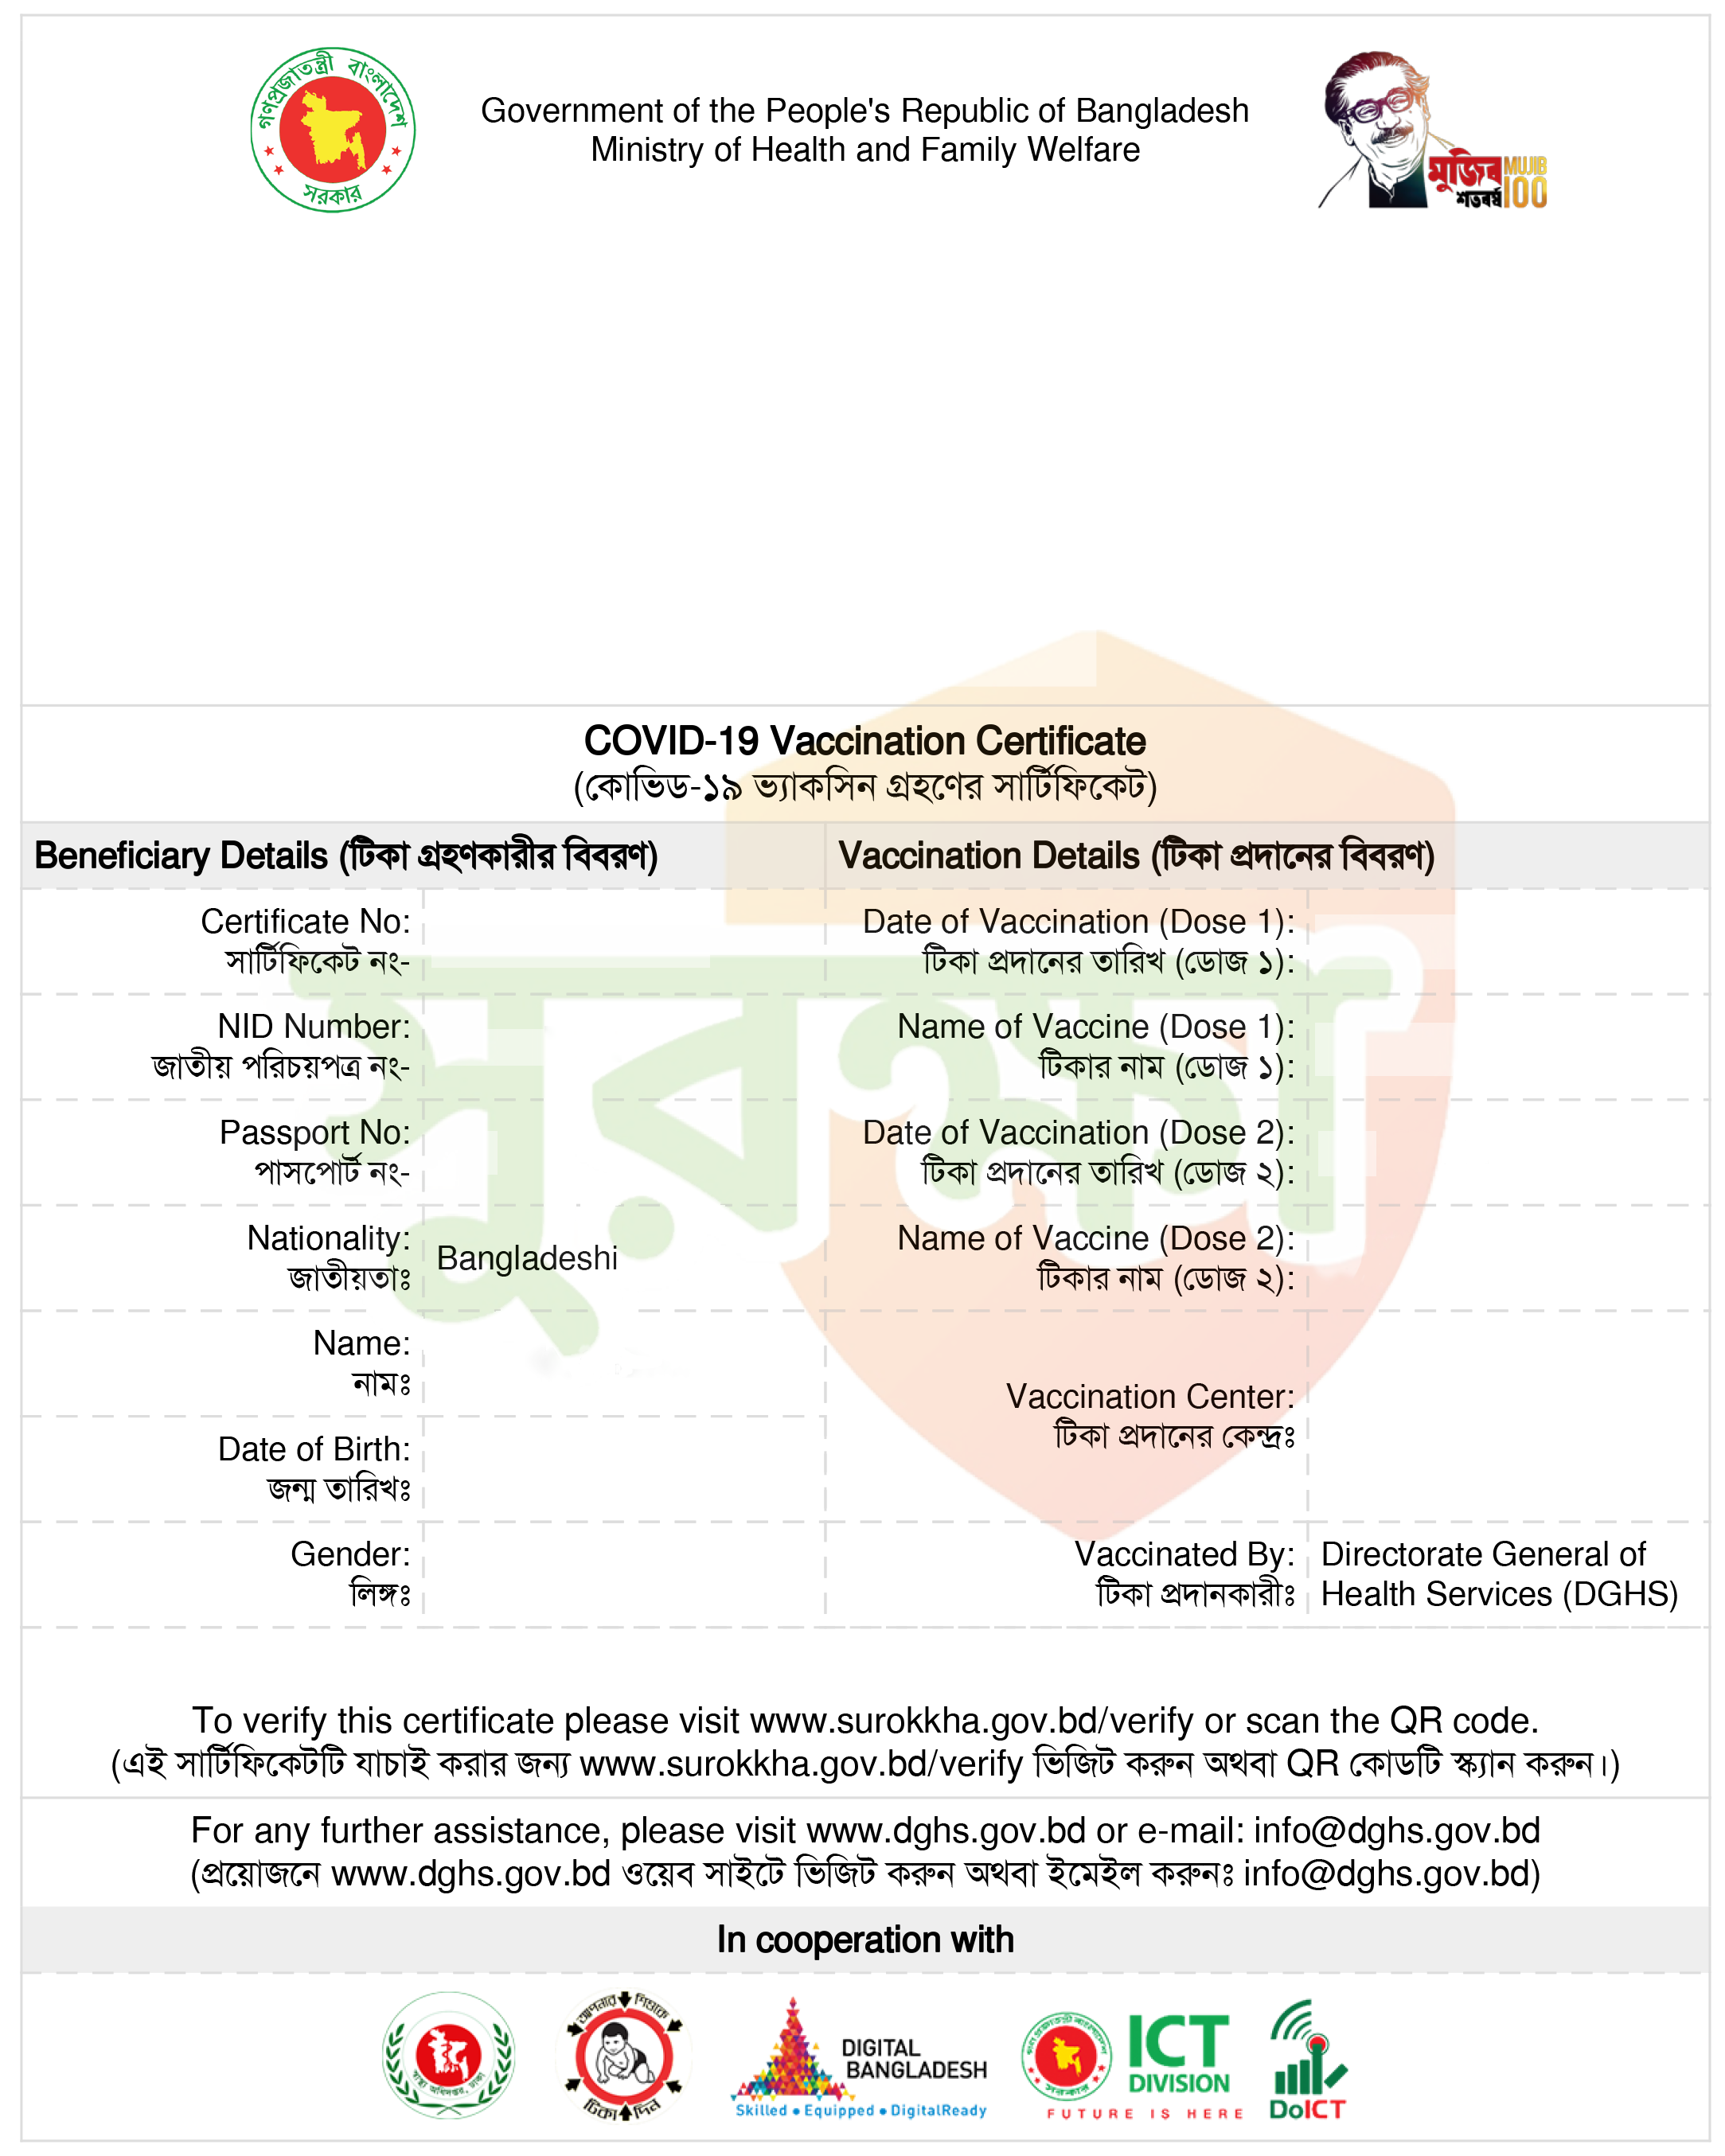 গণপ্রজাতন্ত্রী বাংলাদেশ
সরকার
Government of the People's Republic of Bangladesh
Ministry of Health and Family Welfare
মুজিব MUJIB
শতবর্ষ 100
COVID-19 Vaccination Certificate
(কোভিড-১৯ ভ্যাকসিন গ্রহণের সার্টিফিকেট)
Beneficiary Details (টিকা গ্রহণকারীর বিবরণ)
Vaccination Details (টিকা প্রদানের বিবরণ)
সুরক্ষা
Certificate No:
সার্টিফিকেট নং-
Date of Vaccination (Dose 1):
টিকা প্রদানের তারিখ (ডোজ ১):
NID Number:
জাতীয় পরিচয়পত্র নং-
Name of Vaccine (Dose 1):
টিকার নাম (ডোজ ১):
Passport No:
পাসপোর্ট নং-
Date of Vaccination (Dose 2):
টিকা প্রদানের তারিখ (ডোজ ২):
Nationality:
জাতীয়তাঃ
Bangladeshi
Name of Vaccine (Dose 2):
টিকার নাম (ডোজ ২):
Name:
নামঃ
Vaccination Center:
টিকা প্রদানের কেন্দ্রঃ
Date of Birth:
জন্ম তারিখঃ
Gender:
লিঙ্গঃ
Vaccinated By:
টিকা প্রদানকারীঃ
Directorate General of
Health Services (DGHS)
To verify this certificate please visit www.surokkha.gov.bd/verify or scan the QR code.
(এই সার্টিফিকেটটি যাচাই করার জন্য www.surokkha.gov.bd/verify ভিজিট করুন অথবা QR কোডটি স্ক্যান করুন।)
For any further assistance, please visit www.dghs.gov.bd or e-mail: info@dghs.gov.bd
(প্রয়োজনে www.dghs.gov.bd ওয়েব সাইটে ভিজিট করুন অথবা ইমেইল করুনঃ info@dghs.gov.bd)
In cooperation with
স্বাস্থ্য অধিদপ্তর, ঢাকা
আপনার শিশুকে
টিকা দিন
DIGITAL
BANGLADESH
Skilled • Equipped • DigitalReady
গণপ্রজাতন্ত্রী বাংলাদেশ
সরকার
ICT
DIVISION
FUTURE IS HERE
DoICT